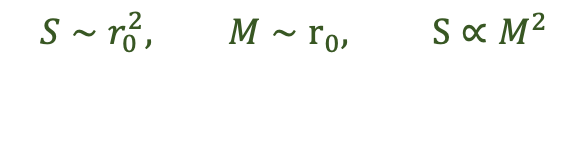 S ~ r₀², M ~ r₀, S ∝ M²